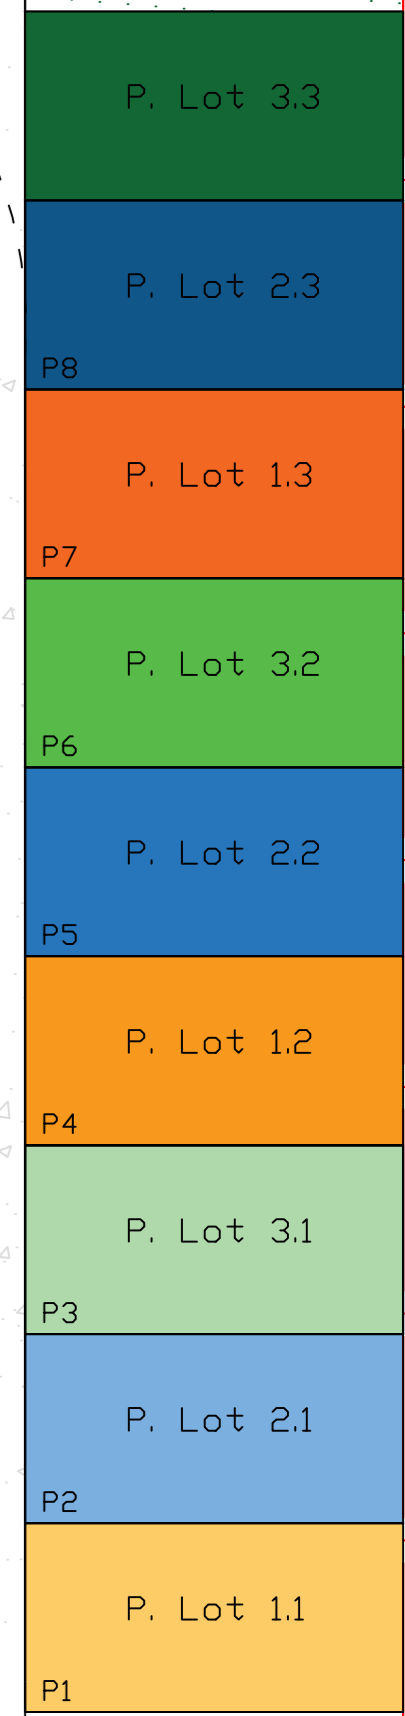 P. Lot 3.3
P. Lot 2.3
P8
P. Lot 1.3
P7
P. Lot 3.2
P6
P. Lot 2.2
P5
P. Lot 1.2
P4
P. Lot 3.1
P3
P. Lot 2.1
P2
P. Lot 1.1
P1